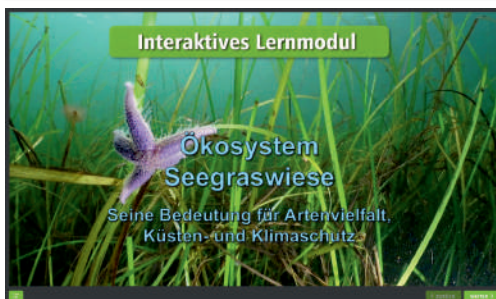 Interaktives Lernmodul
Ökosystem
Seegraswiese
Seine Bedeutung für Artenvielfalt,
Küsten- und Klimaschutz